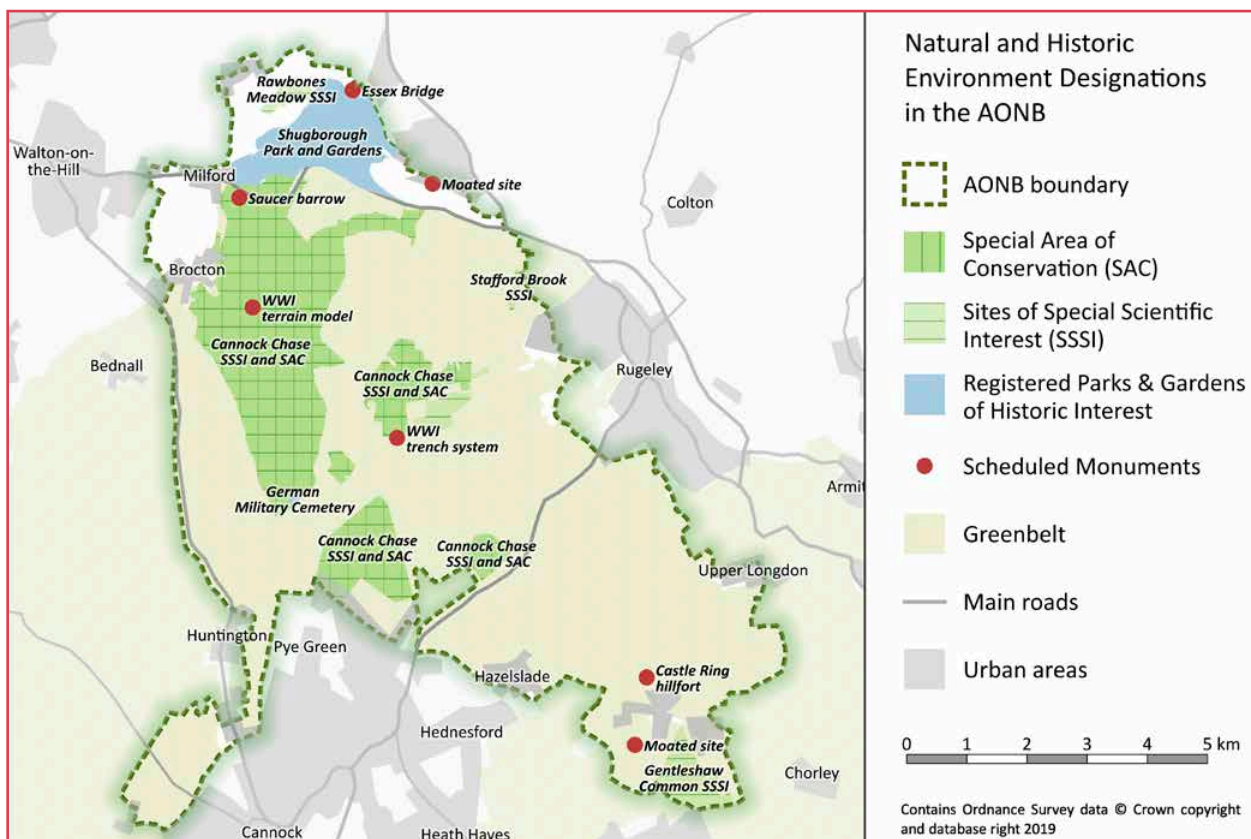 Rawbones
Meadow SSSI
Essex Bridge
Shugborough
Park and Gardens
Walton-on-
the-Hill
Milford
Saucer barrow
Moated site
Colton
Brocton
Stafford Brook
SSSI
WWI
terrain model
Cannock Chase
SSSI and SAC
Bednall
Cannock Chase
SSSI and SAC
Rugeley
WWI
trench system
German
Military Cemetery
Armit
Cannock Chase
SSSI and SAC
Cannock Chase
SSSI and SAC
Upper Longdon
Huntington
Pye Green
Hazelslade
Castle Ring
hillfort
Hednesford
Moated site
Gentleshaw
Common SSSI
Chorley
Cannock
Heath Hayes
Natural and Historic
Environment Designations
in the AONB
AONB boundary
Special Area of
Conservation (SAC)
Sites of Special Scientific
Interest (SSSI)
Registered Parks & Gardens
of Historic Interest
Scheduled Monuments
Greenbelt
Main roads
Urban areas
0 1 2 3 4 5 km
Contains Ordnance Survey data © Crown copyright
and database right 2019